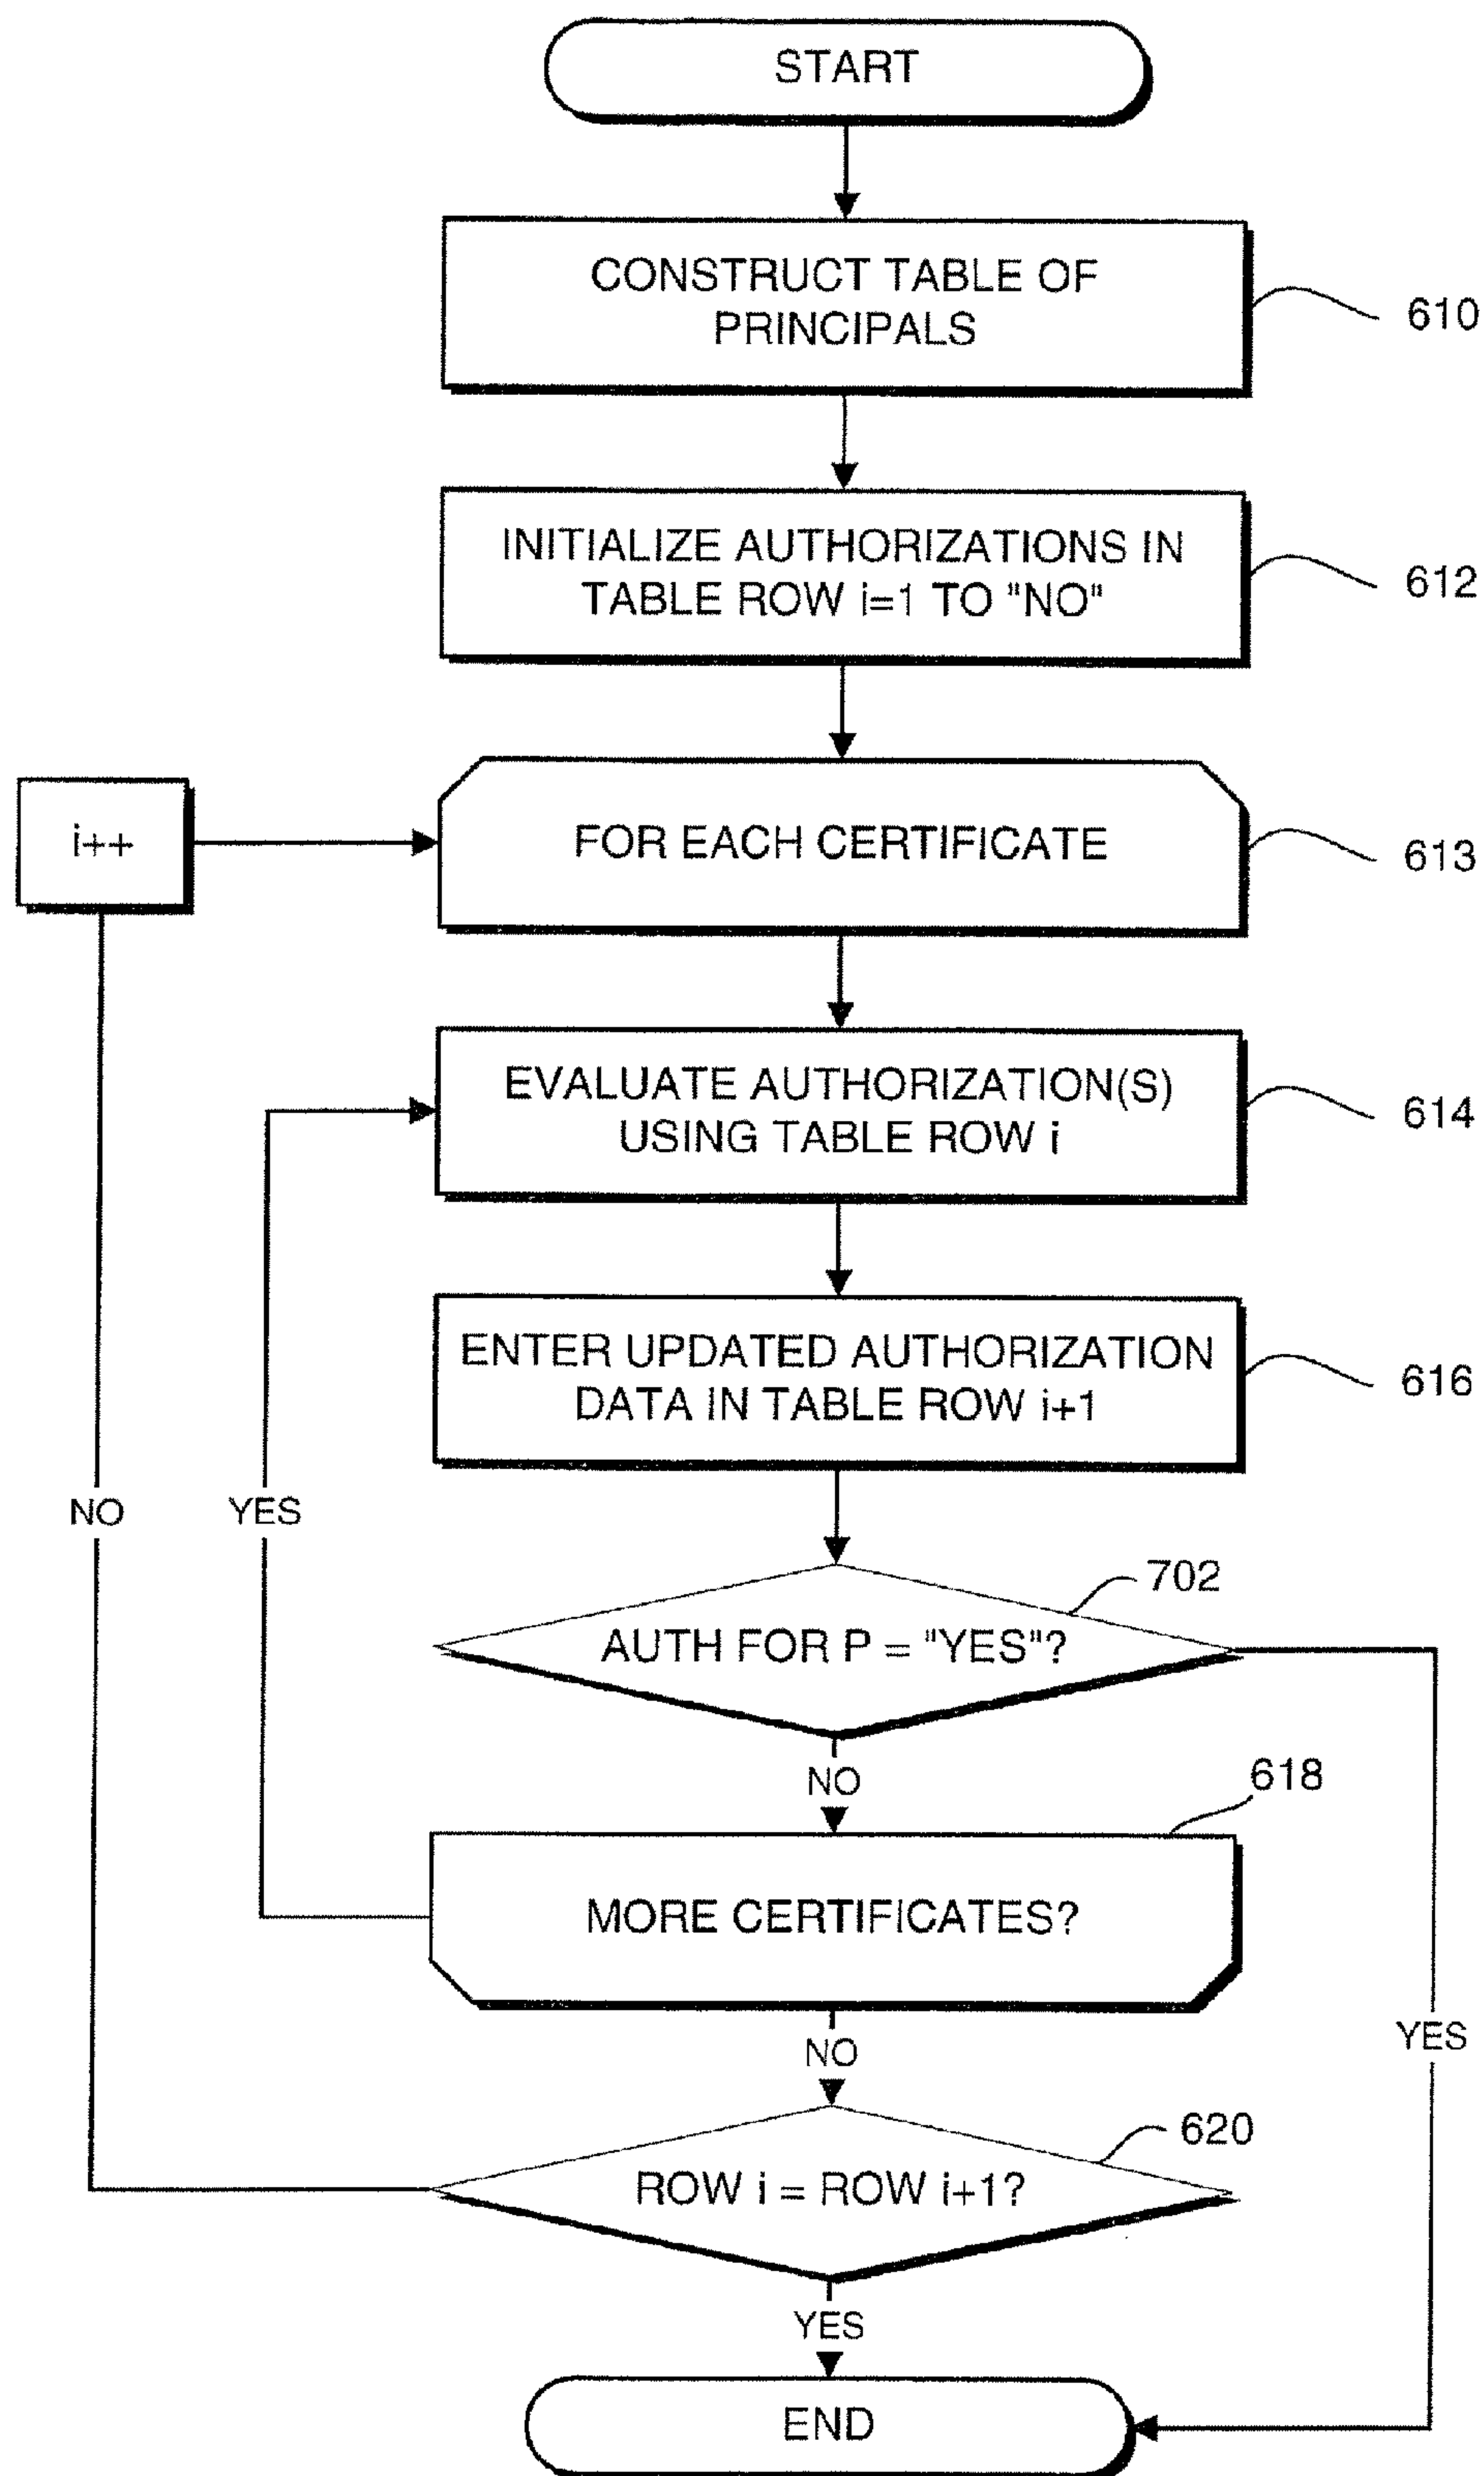 START
CONSTRUCT TABLE OF
PRINCIPALS
610
INITIALIZE AUTHORIZATIONS IN
TABLE ROW i=1 TO "NO"
612
i++
FOR EACH CERTIFICATE
613
EVALUATE AUTHORIZATION(S)
USING TABLE ROW i
614
ENTER UPDATED AUTHORIZATION
DATA IN TABLE ROW i+1
616
NO
YES
702
AUTH FOR P = "YES"?
NO
618
MORE CERTIFICATES?
YES
NO
620
ROW i = ROW i+1?
YES
END